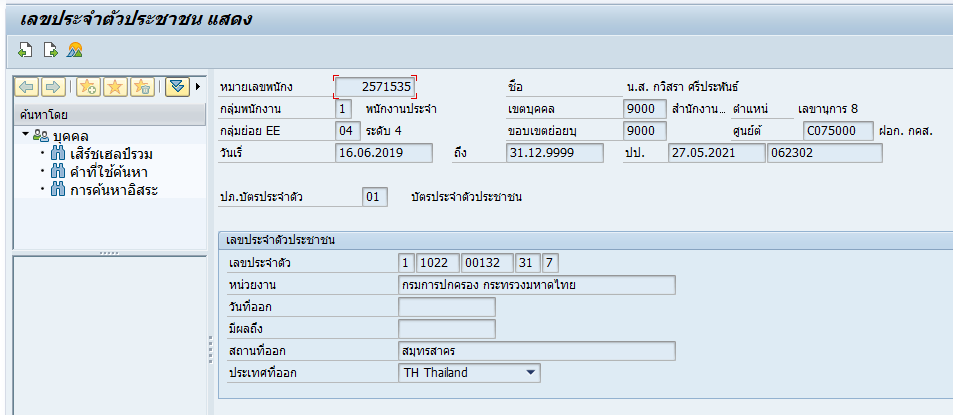 เลขประจำตัวประชาชน แสดง
ค้นหาโดย
บุคคล
เสิร์ชเฮลป์รวม
คำที่ใช้ค้นหา
การค้นหาอิสระ
หมายเลขพนักง 2571535 ชื่อ น.ส. กวิสรา ศรีประพันธ์
กลุ่มพนักงาน 1 พนักงานประจำ เขตบุคคล 9000 สำนักงาน... ตำแหน่ เลขานุการ 8
กลุ่มย่อย EE 04 ระดับ 4 ขอบเขตย่อยบุ 9000 ศูนย์ต้ C075000 ฝอก. กคส.
วันเริ่ 16.06.2019 ถึง 31.12.9999 ปป. 27.05.2021 062302
ปภ.บัตรประจำตัว 01 บัตรประจำตัวประชาชน
เลขประจำตัวประชาชน
เลขประจำตัว 1 1022 00132 31 7
หน่วยงาน กรมการปกครอง กระทรวงมหาดไทย
วันที่ออก
มีผลถึง
สถานที่ออก สมุทรสาคร
ประเทศที่ออก TH Thailand